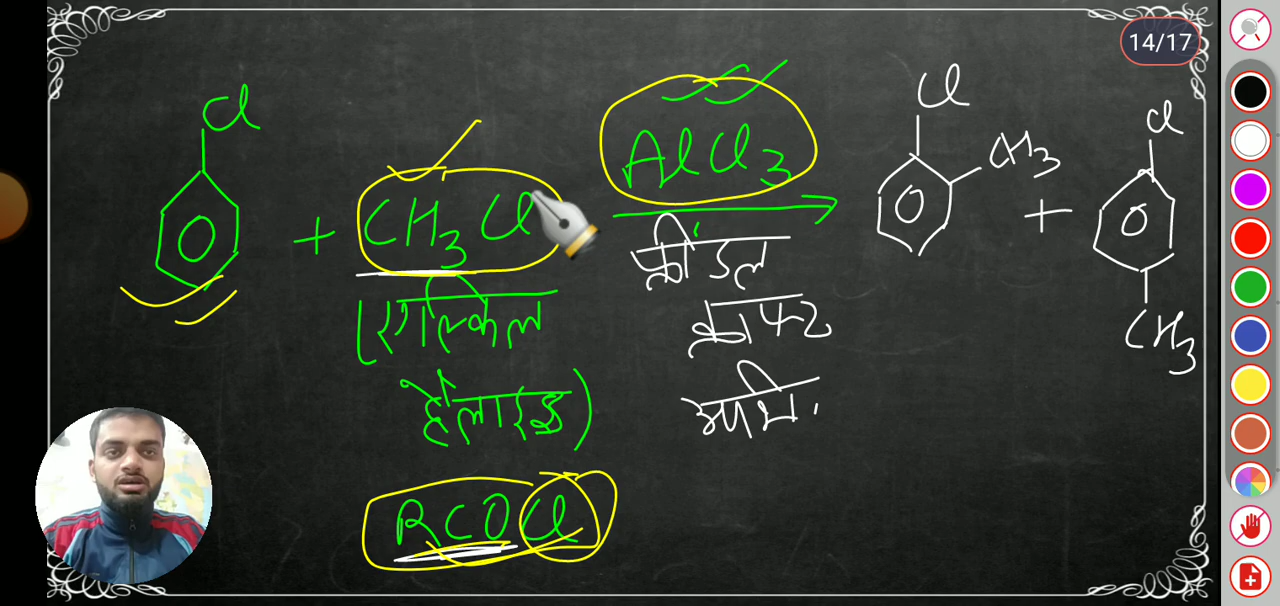 14/17
Cl
+ CH3Cl
(एल्किल
हैलाइड)
RCOCl
AlCl3
फ्रीडल
क्राफ्ट
अभि.
Cl
CH3
+
Cl
CH3